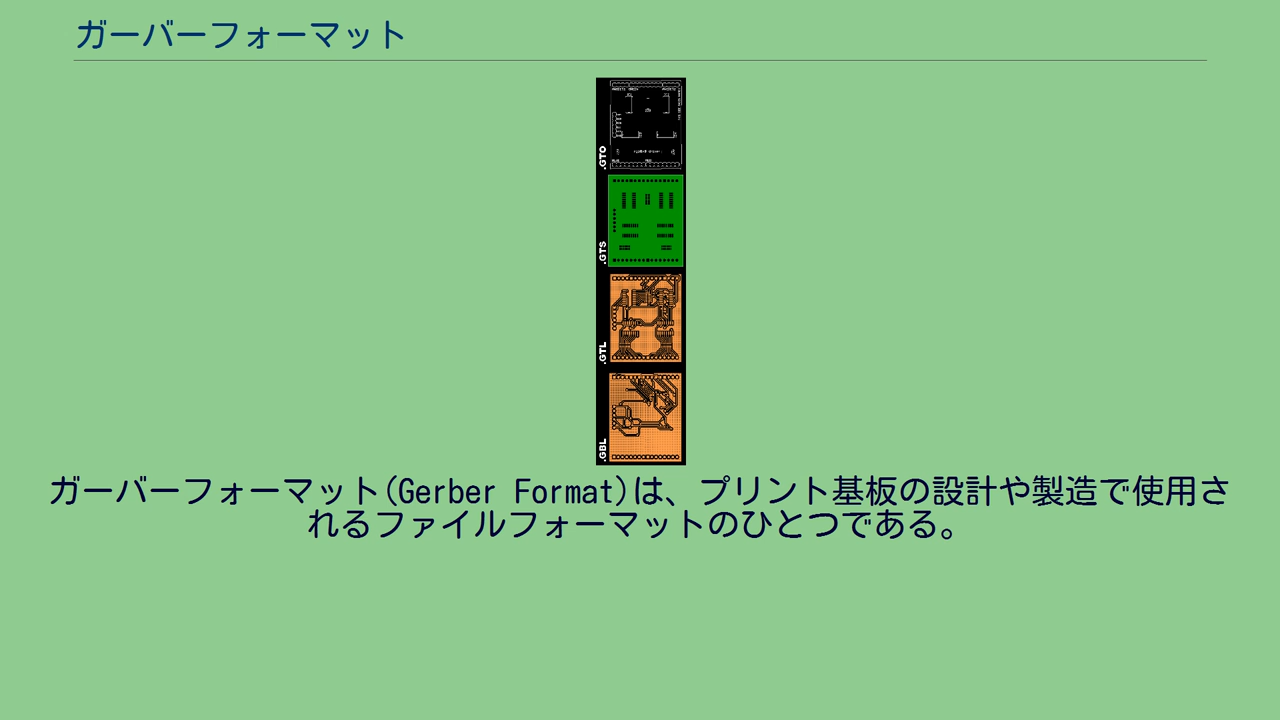 ガーバーフォーマット
.GTO
.GTS
.GTL
.GBL
ガーバーフォーマット(Gerber Format)は、プリント基板の設計や製造で使用さ
れるファイルフォーマットのひとつである。